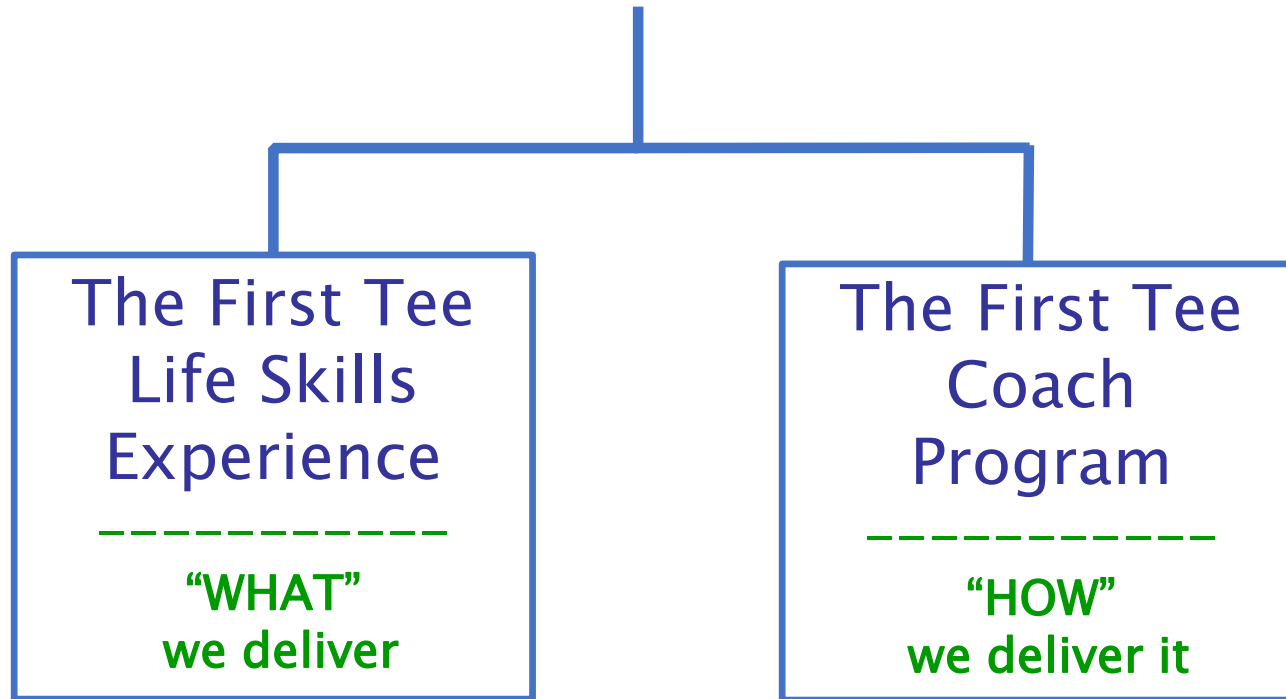 The First Tee
Life Skills
Experience
“WHAT”
we deliver
The First Tee
Coach
Program
“HOW”
we deliver it